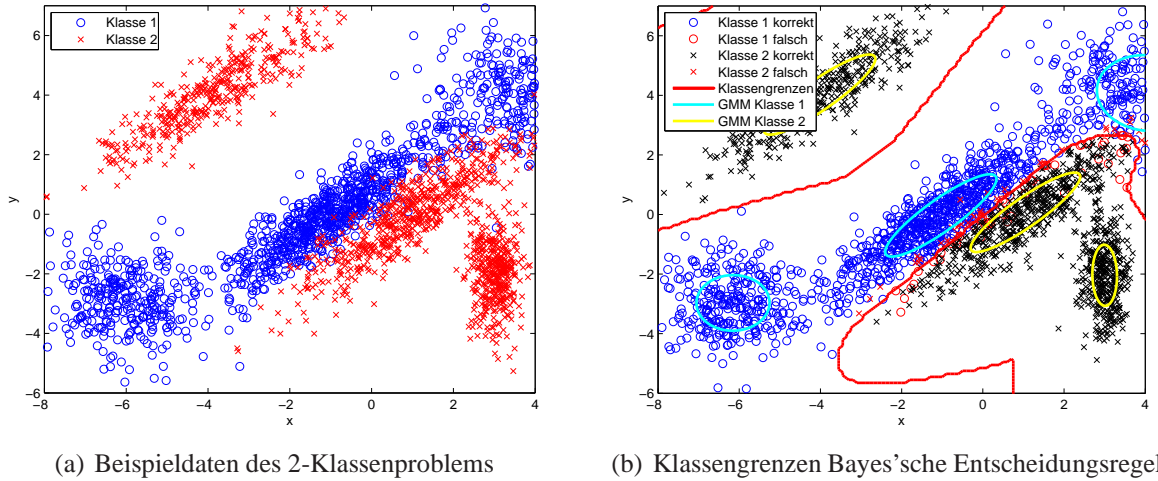 Klasse 1
Klasse 2
6
4
2
0
−2
−4
−6
y
−8
−6
−4
−2
0
2
4
x
(a) Beispieldaten des 2-Klassenproblems
Klasse 1 korrekt
Klasse 1 falsch
Klasse 2 korrekt
Klasse 2 falsch
Klassengrenzen
GMM Klasse 1
GMM Klasse 2
6
4
2
0
−2
−4
−6
y
−8
−6
−4
−2
0
2
4
x
(b) Klassengrenzen Bayes'sche Entscheidungsregel